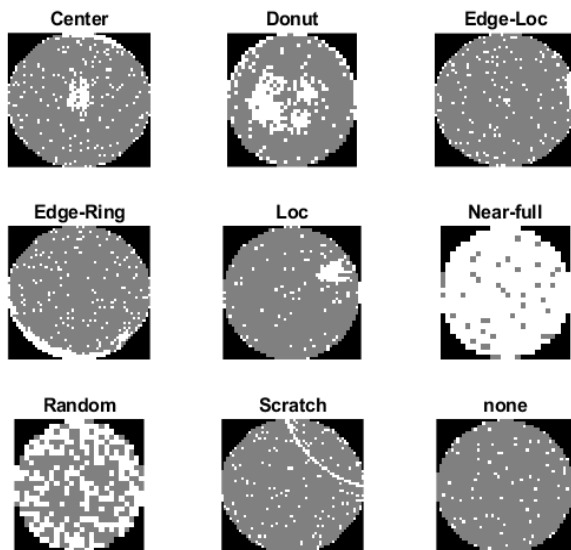 Center
Donut
Edge-Loc
Edge-Ring
Loc
Near-full
Random
Scratch
none